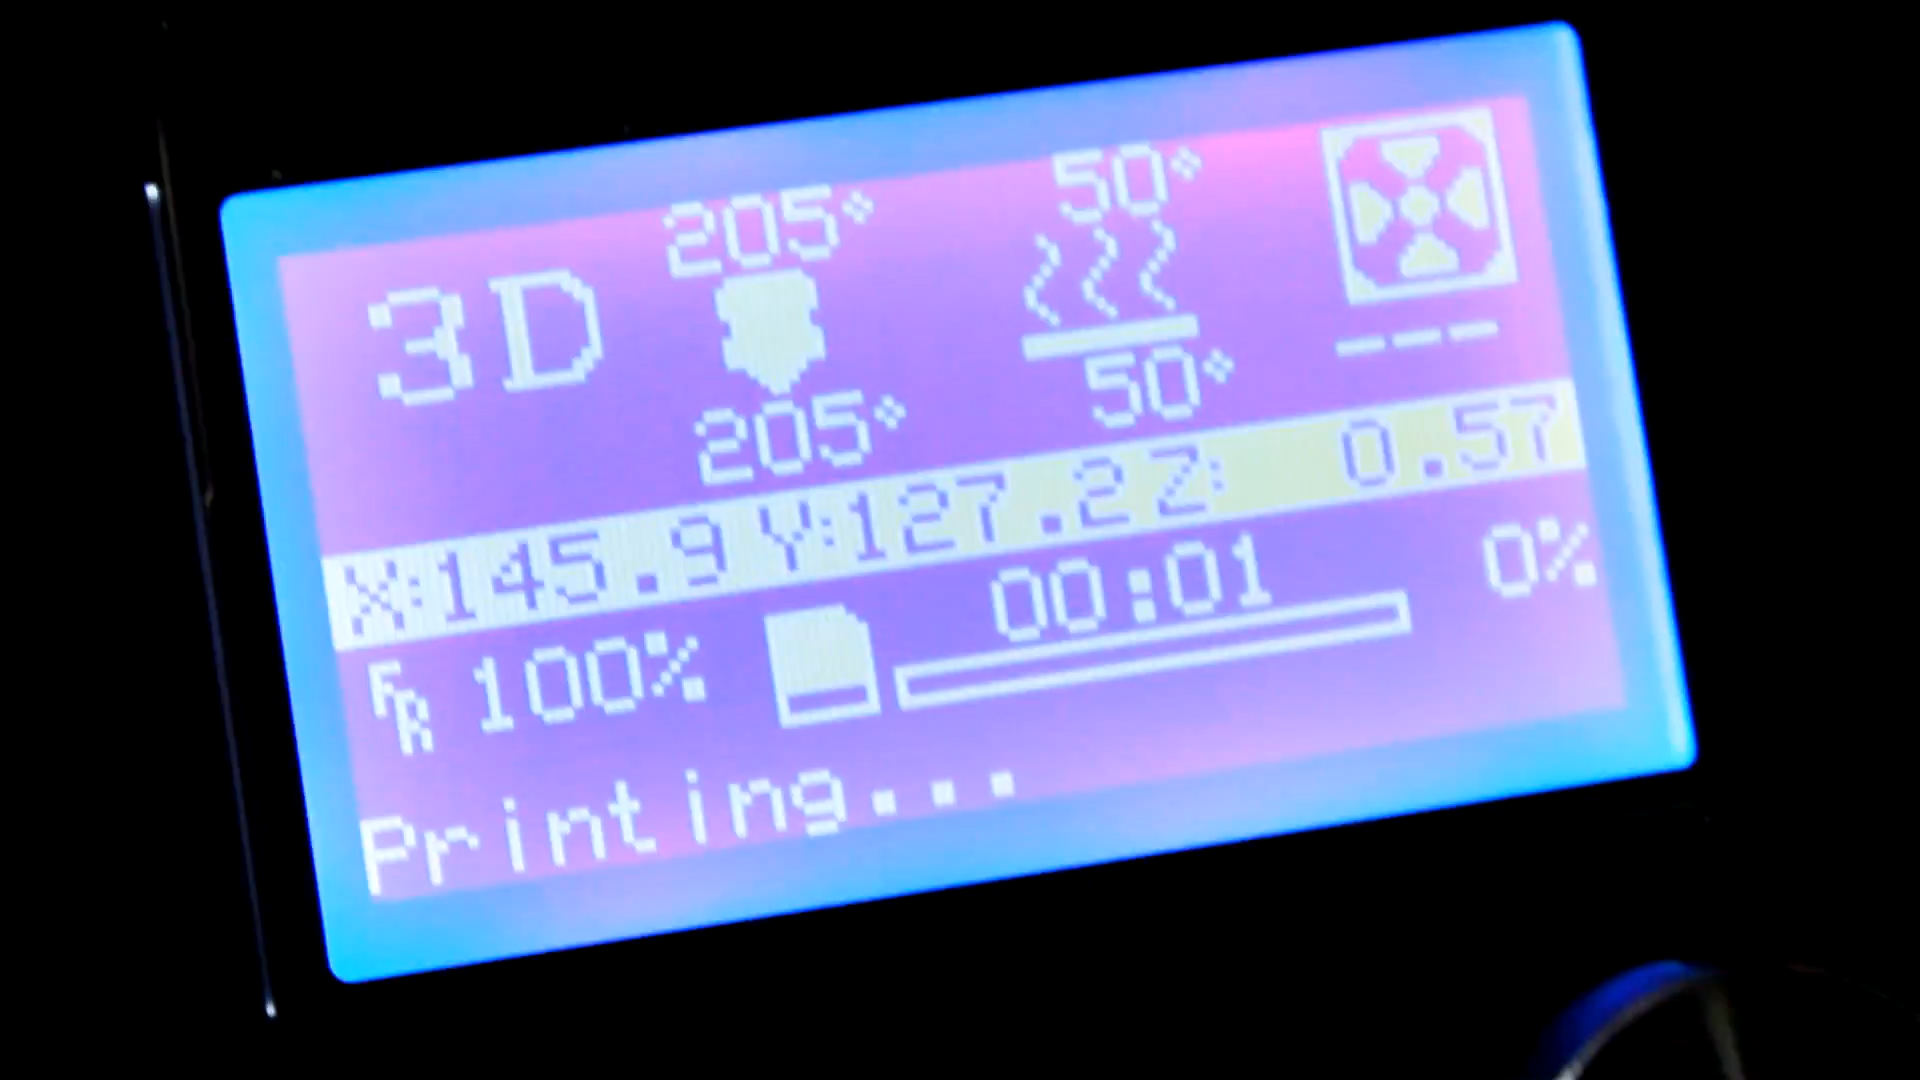 205° 50°
3D
205° 50° ---
X:145.9 Y:127.2 Z: 0.57
00:01 0%
FR 100%
Printing...